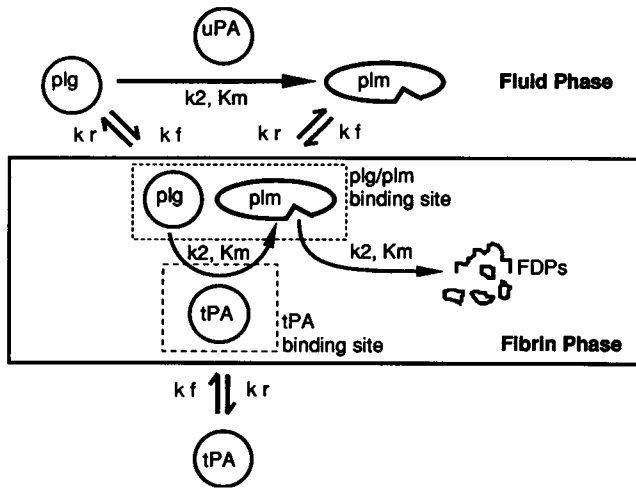 uPA
plg
plm
Fluid Phase
k2, Km
k r
k f
k r
k f
plg
plm
plg/plm
binding site
k2, Km
k2, Km
FDPs
tPA
tPA
binding site
Fibrin Phase
k f
k r
tPA